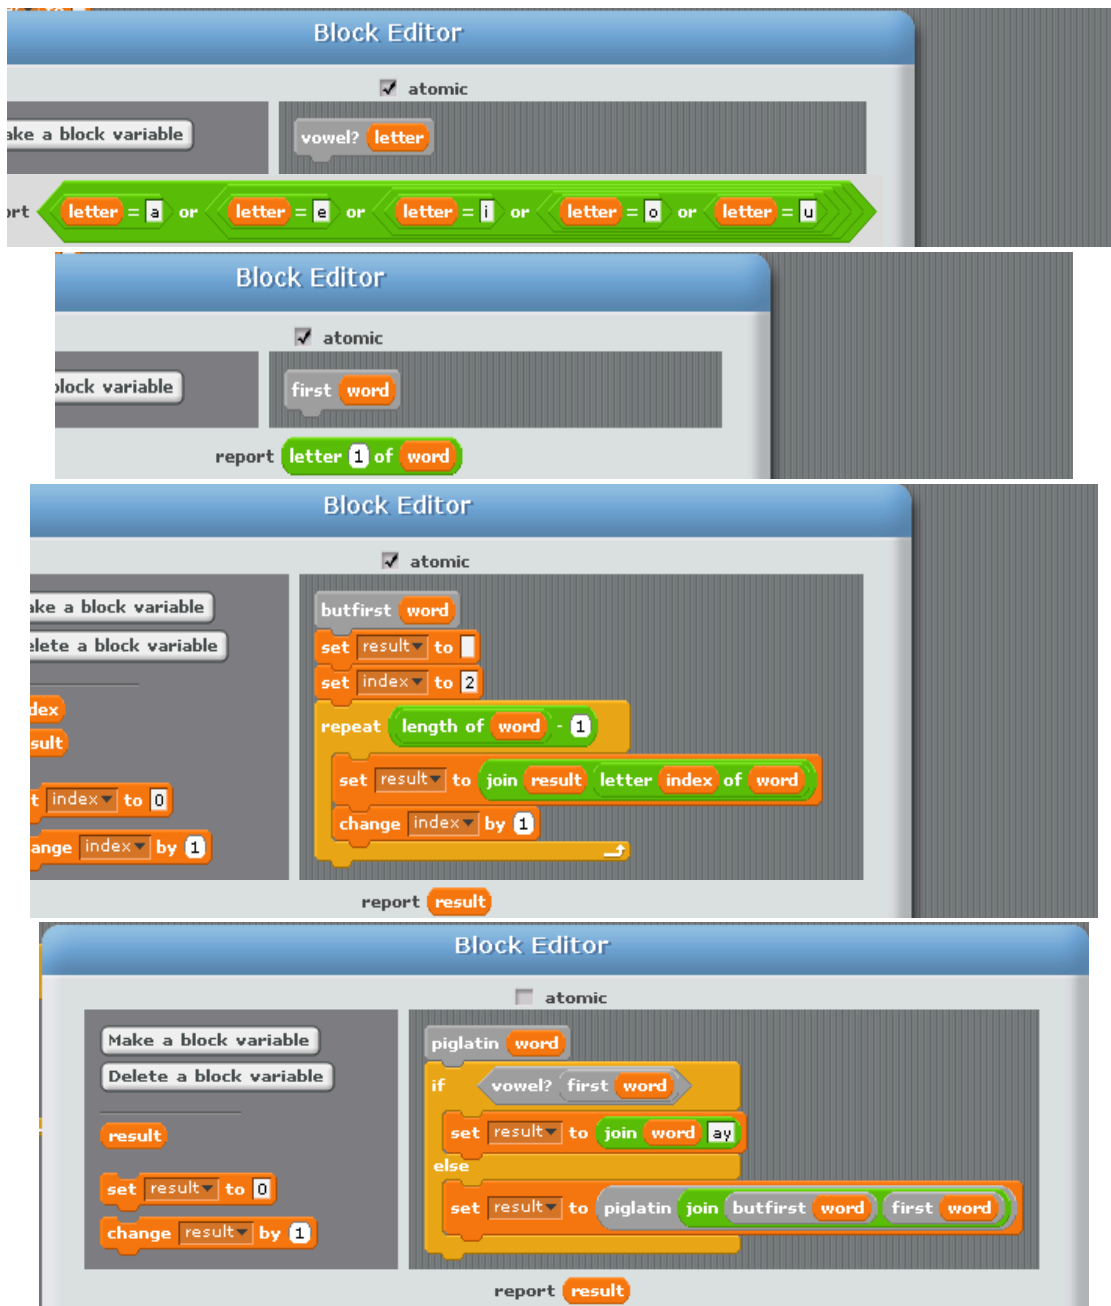 Block Editor
atomic
ake a block variable
vowel? letter
ort letter = a or letter = e or letter = i or letter = o or letter = u
Block Editor
atomic
block variable
first word
report letter 1 of word
Block Editor
atomic
ake a block variable
elete a block variable
butfirst word
set result to
set index to 2
dex
repeat length of word - 1
sult
set result to join result letter index of word
t index to 0
change index by 1
ange index by 1
report result
Block Editor
atomic
Make a block variable
piglatin word
Delete a block variable
if vowel? first word
result
set result to join word ay
else
set result to 0
set result to piglatin join butfirst word first word
change result by 1
report result